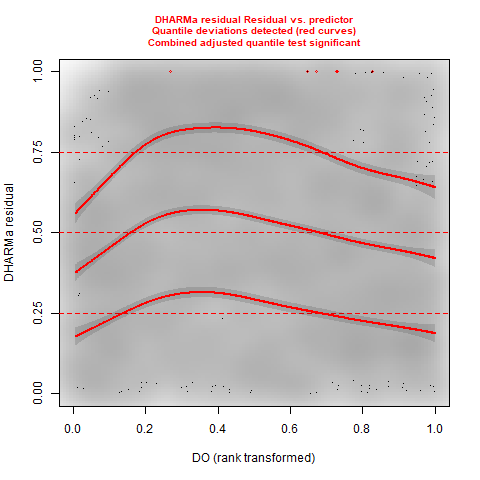 DHARMa residual Residual vs. predictor
Quantile deviations detected (red curves)
Combined adjusted quantile test significant
1.00
0.75
0.50
0.25
0.00
DHARMa residual
0.0 0.2 0.4 0.6 0.8 1.0
DO (rank transformed)